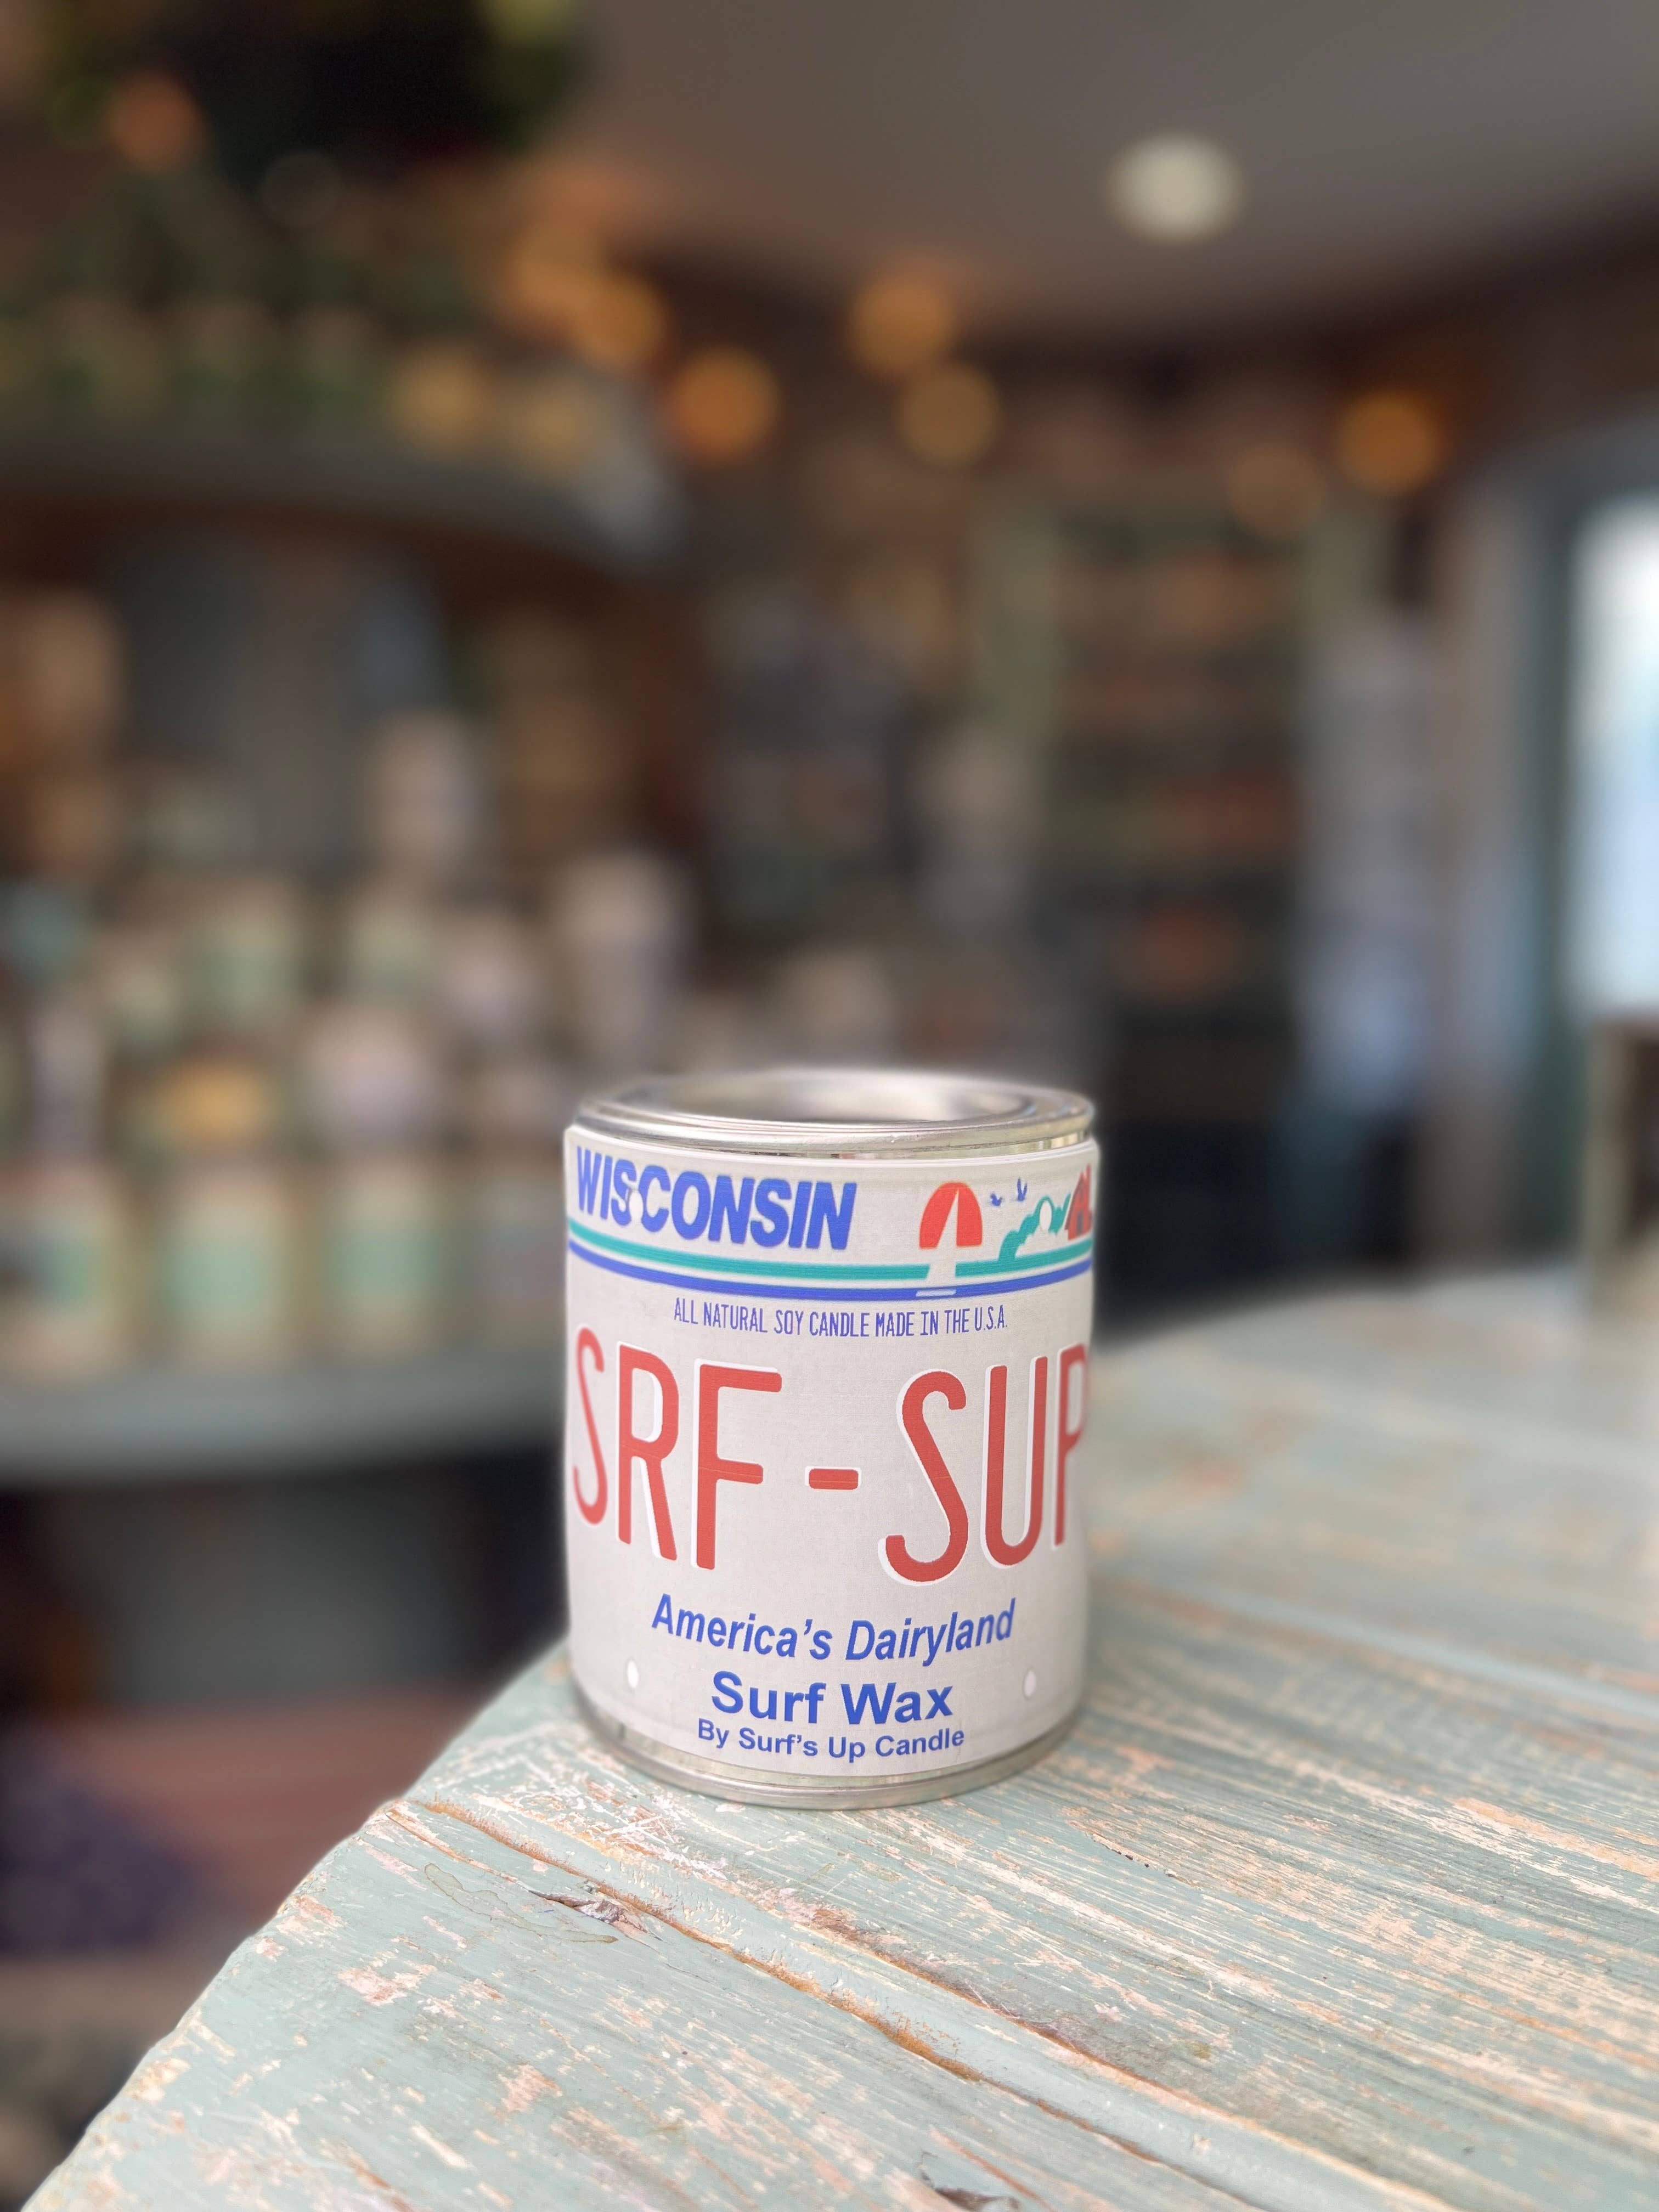 WISCONSIN
ALL NATURAL SOY CANDLE MADE IN THE U.S.A.
SRF-SUP
America's Dairyland
Surf Wax
By Surf's Up Candle